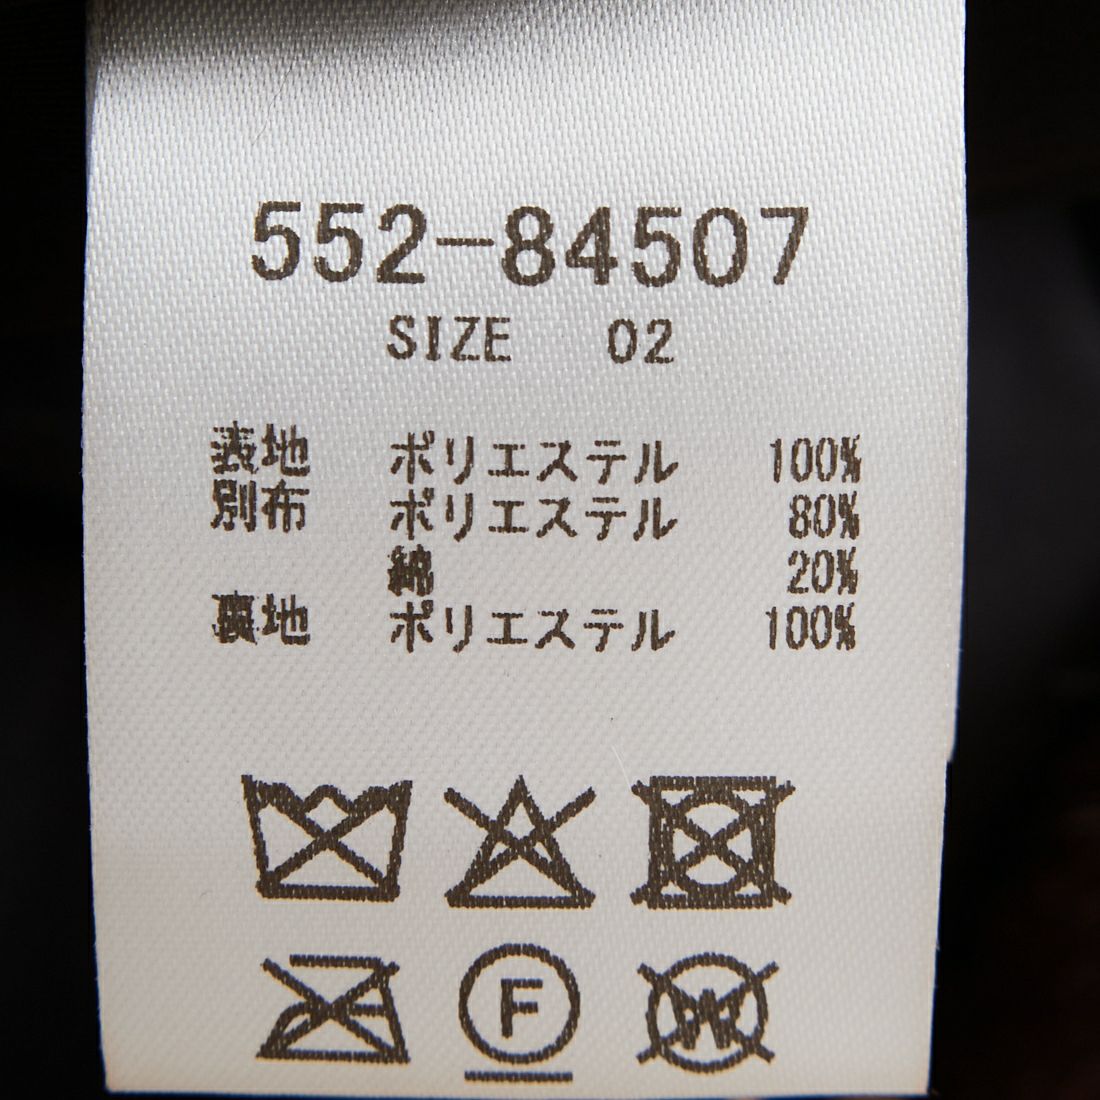 552-84507
SIZE 02
表地 ポリエステル 100%
別布 ポリエステル 80%
綿 20%
裏地 ポリエステル 100%
F
W